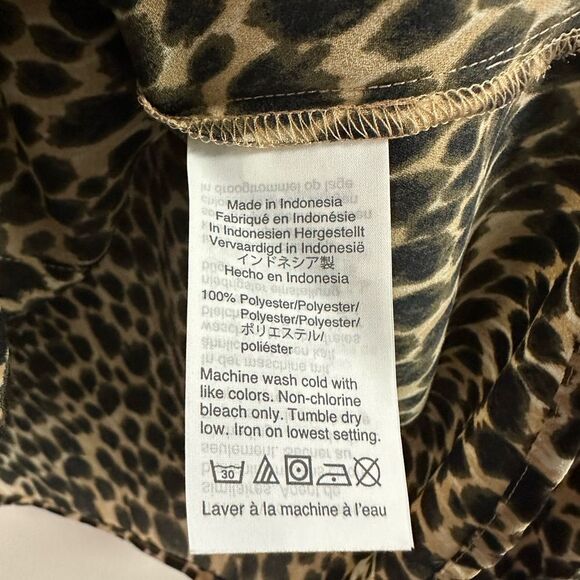 Made in Indonesia
Fabriqué en Indonésie
In Indonesien Hergestellt
Vervaardigd in Indonesië
インドネシア製
Hecho en Indonesia
100% Polyester/Polyester/
Polyester/Polyester/
ポリエステル/
poliéster
Machine wash cold with
like colors. Non-chlorine
bleach only. Tumble dry
low. Iron on lowest setting.
30
Laver à la machine à l'eau